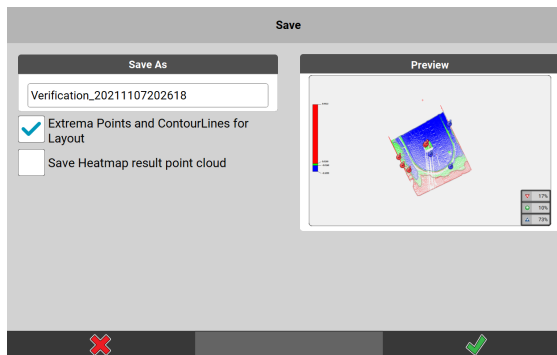 Save
Save As
Preview
Verification_20211107202618
Extrema Points and ContourLines for
Layout
Save Heatmap result point cloud
17%
10%
73%